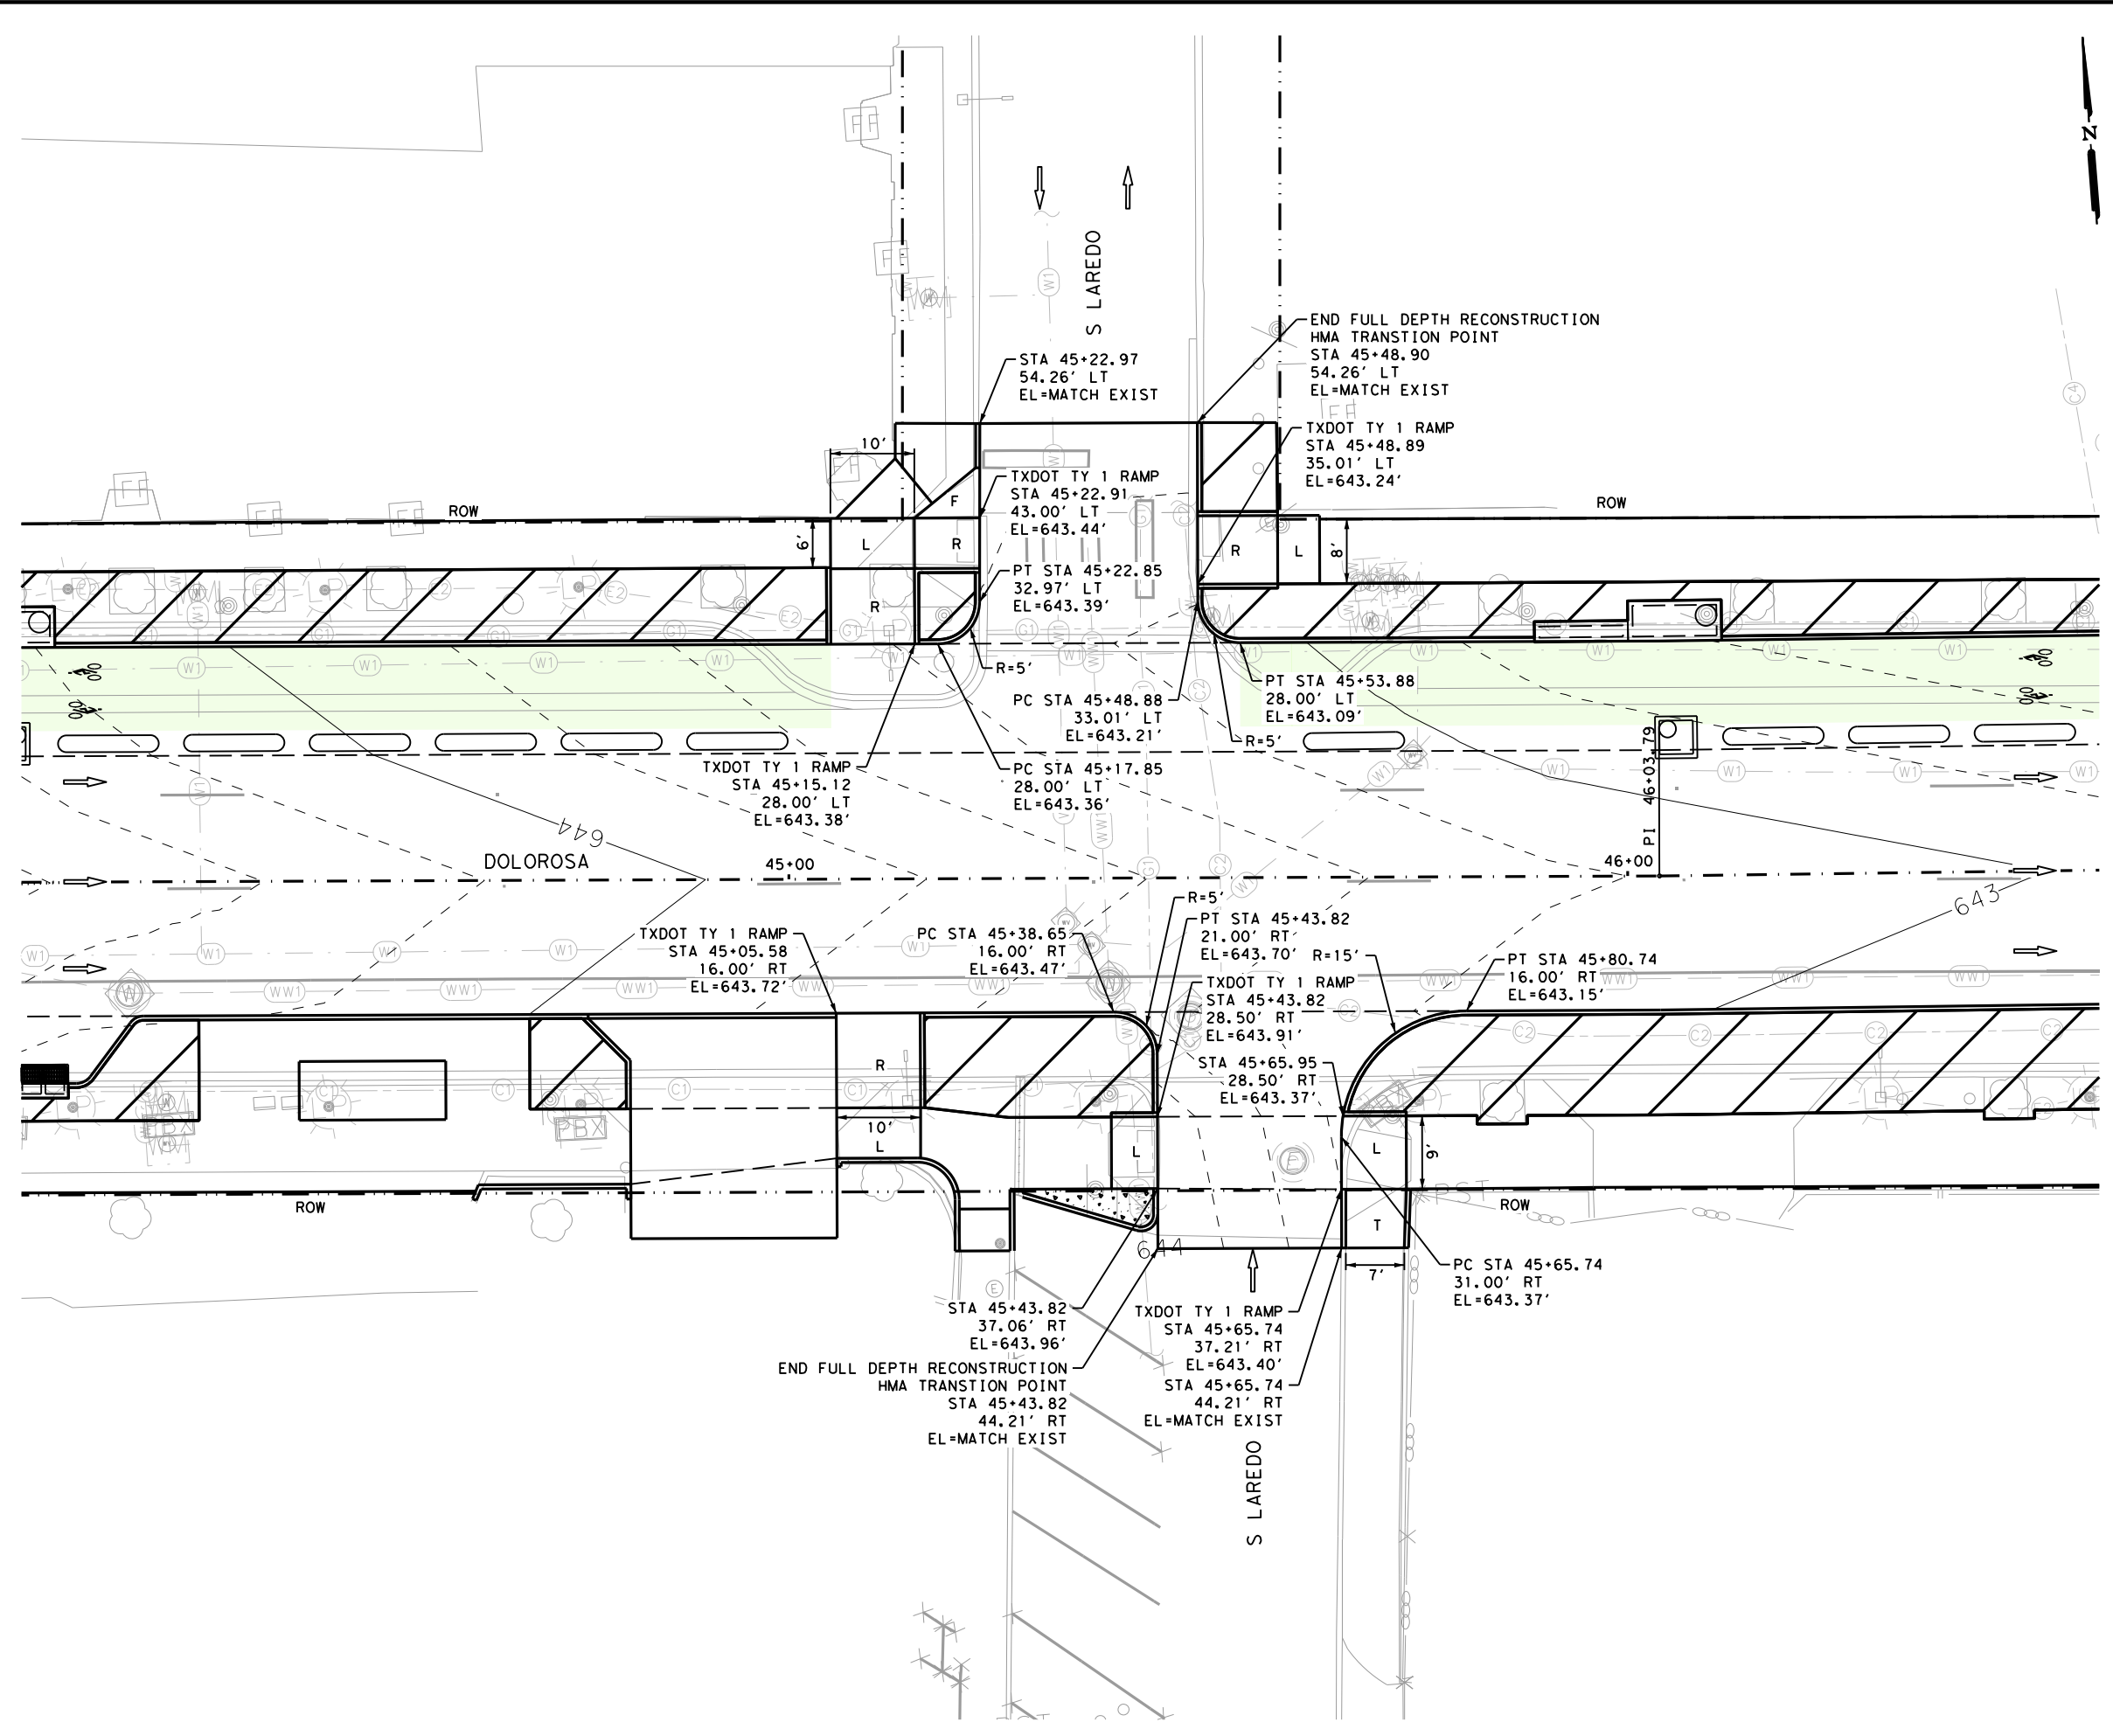 N
S LAREDO
END FULL DEPTH RECONSTRUCTION
HMA TRANSTION POINT
STA 45+48.90
54.26' LT
EL=MATCH EXIST
STA 45+22.97
54.26' LT
EL=MATCH EXIST
TXDOT TY 1 RAMP
STA 45+48.89
35.01' LT
EL=643.24'
10'
TXDOT TY 1 RAMP
STA 45+22.91
43.00' LT
EL=643.44'
F
ROW
ROW
6'
L
R
R
L
8'
PT STA 45+22.85
32.97' LT
EL=643.39'
R
R=5'
PT STA 45+53.88
28.00' LT
EL=643.09'
PC STA 45+48.88
33.01' LT
EL=643.21'
R=5'
TXDOT TY 1 RAMP
STA 45+15.12
28.00' LT
EL=643.38'
PC STA 45+17.85
28.00' LT
EL=643.36'
PI 46+03.79
644
DOLOROSA
45+00
46+00
643
R=5'
PT STA 45+43.82
21.00' RT
EL=643.70'
R=15'
TXDOT TY 1 RAMP
STA 45+05.58
16.00' RT
EL=643.72'
PC STA 45+38.65
16.00' RT
EL=643.47'
PT STA 45+80.74
16.00' RT
EL=643.15'
TXDOT TY 1 RAMP
STA 45+43.82
28.50' RT
EL=643.91'
STA 45+65.95
28.50' RT
EL=643.37'
R
10'
L
L
L
9'
T
ROW
ROW
644
7'
PC STA 45+65.74
31.00' RT
EL=643.37'
STA 45+43.82
37.06' RT
EL=643.96'
TXDOT TY 1 RAMP
STA 45+65.74
37.21' RT
EL=643.40'
END FULL DEPTH RECONSTRUCTION
HMA TRANSTION POINT
STA 45+43.82
44.21' RT
EL=MATCH EXIST
STA 45+65.74
44.21' RT
EL=MATCH EXIST
S LAREDO